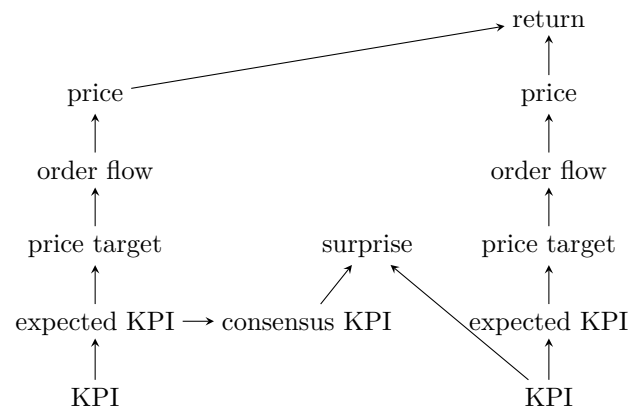 return
price
price
order flow
order flow
price target
surprise
price target
expected KPI
consensus KPI
expected KPI
KPI
KPI